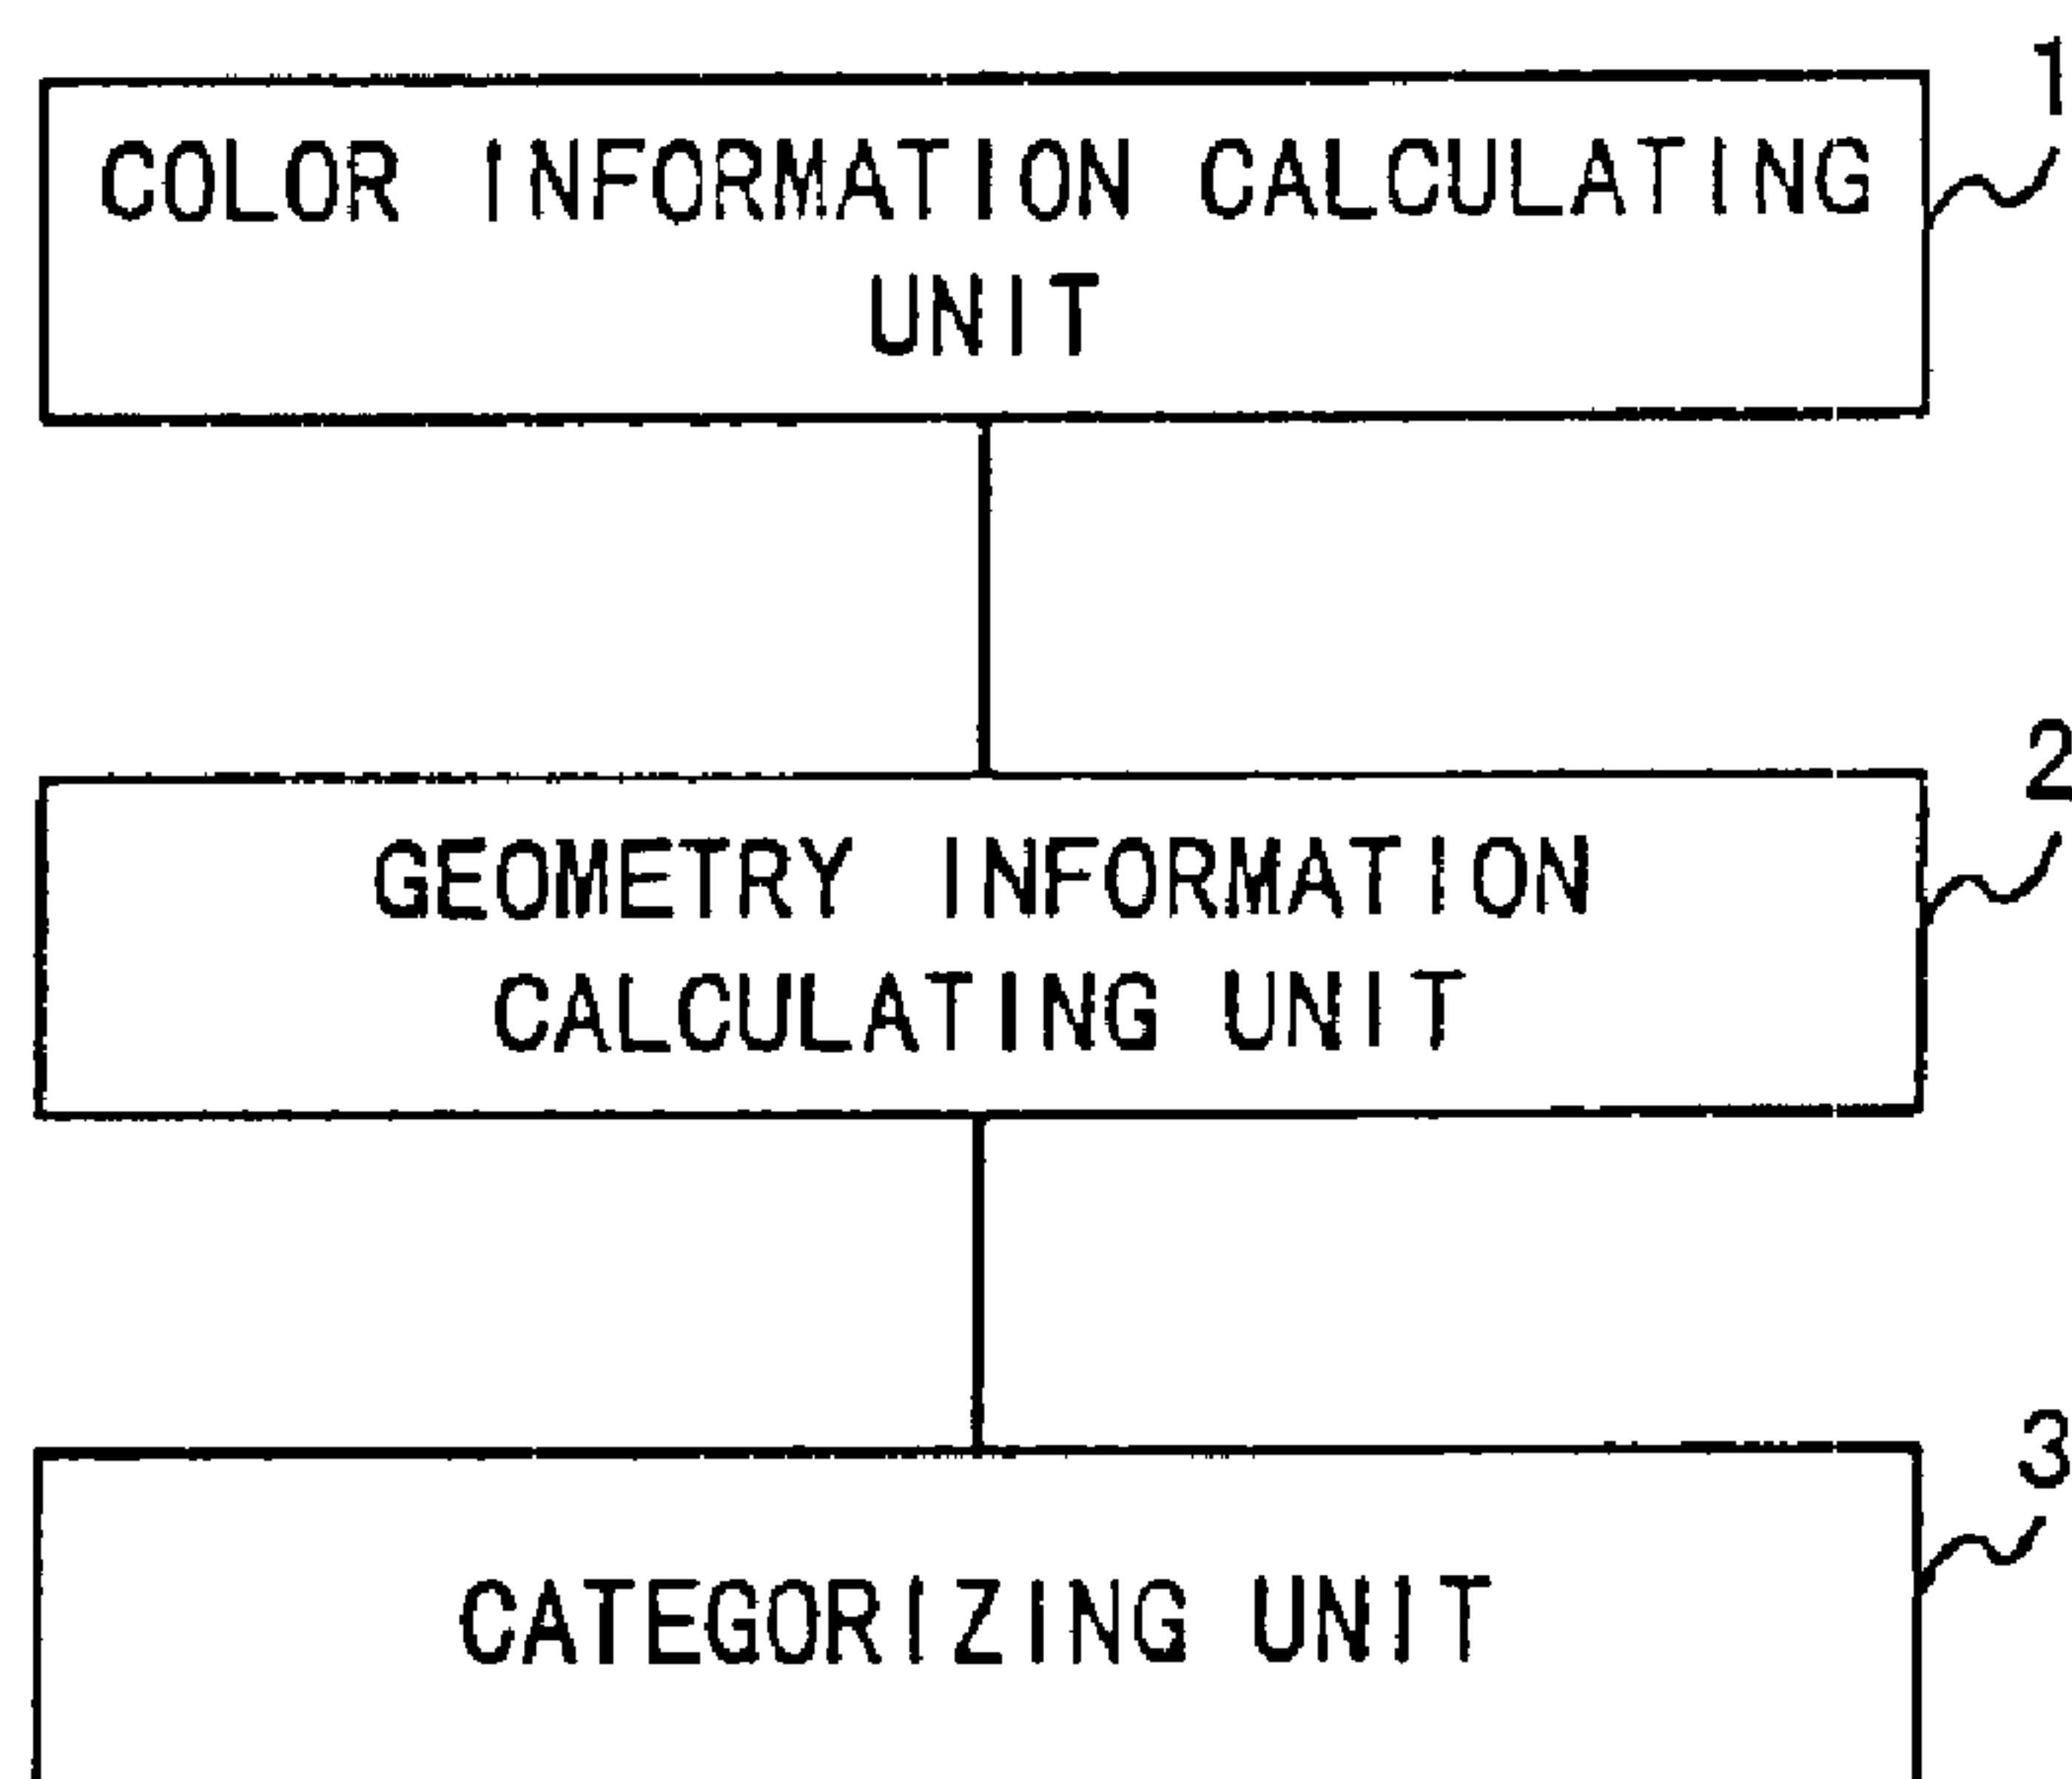 1
COLOR INFORMATION CALCULATING
UNIT
2
GEOMETRY INFORMATION
CALCULATING UNIT
3
CATEGORIZING UNIT